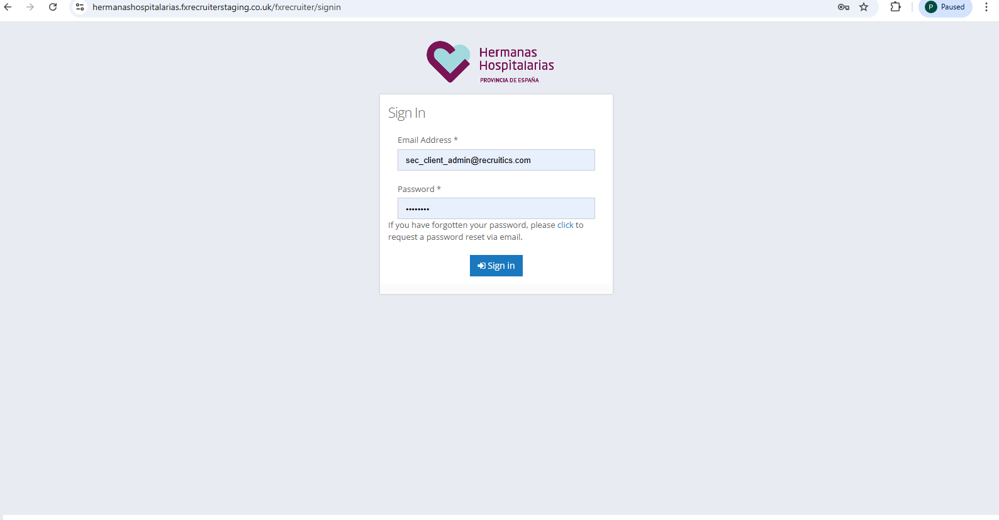 hermanashospitalarias.fxrecruiterstaging.co.uk/fxrecruiter/signin
P Paused
Hermanas
Hospitalarias
PROVINCIA DE ESPAÑA
Sign In
Email Address *
sec_client_admin@recruitics.com
Password *
••••••••
If you have forgotten your password, please click to
request a password reset via email.
Sign in